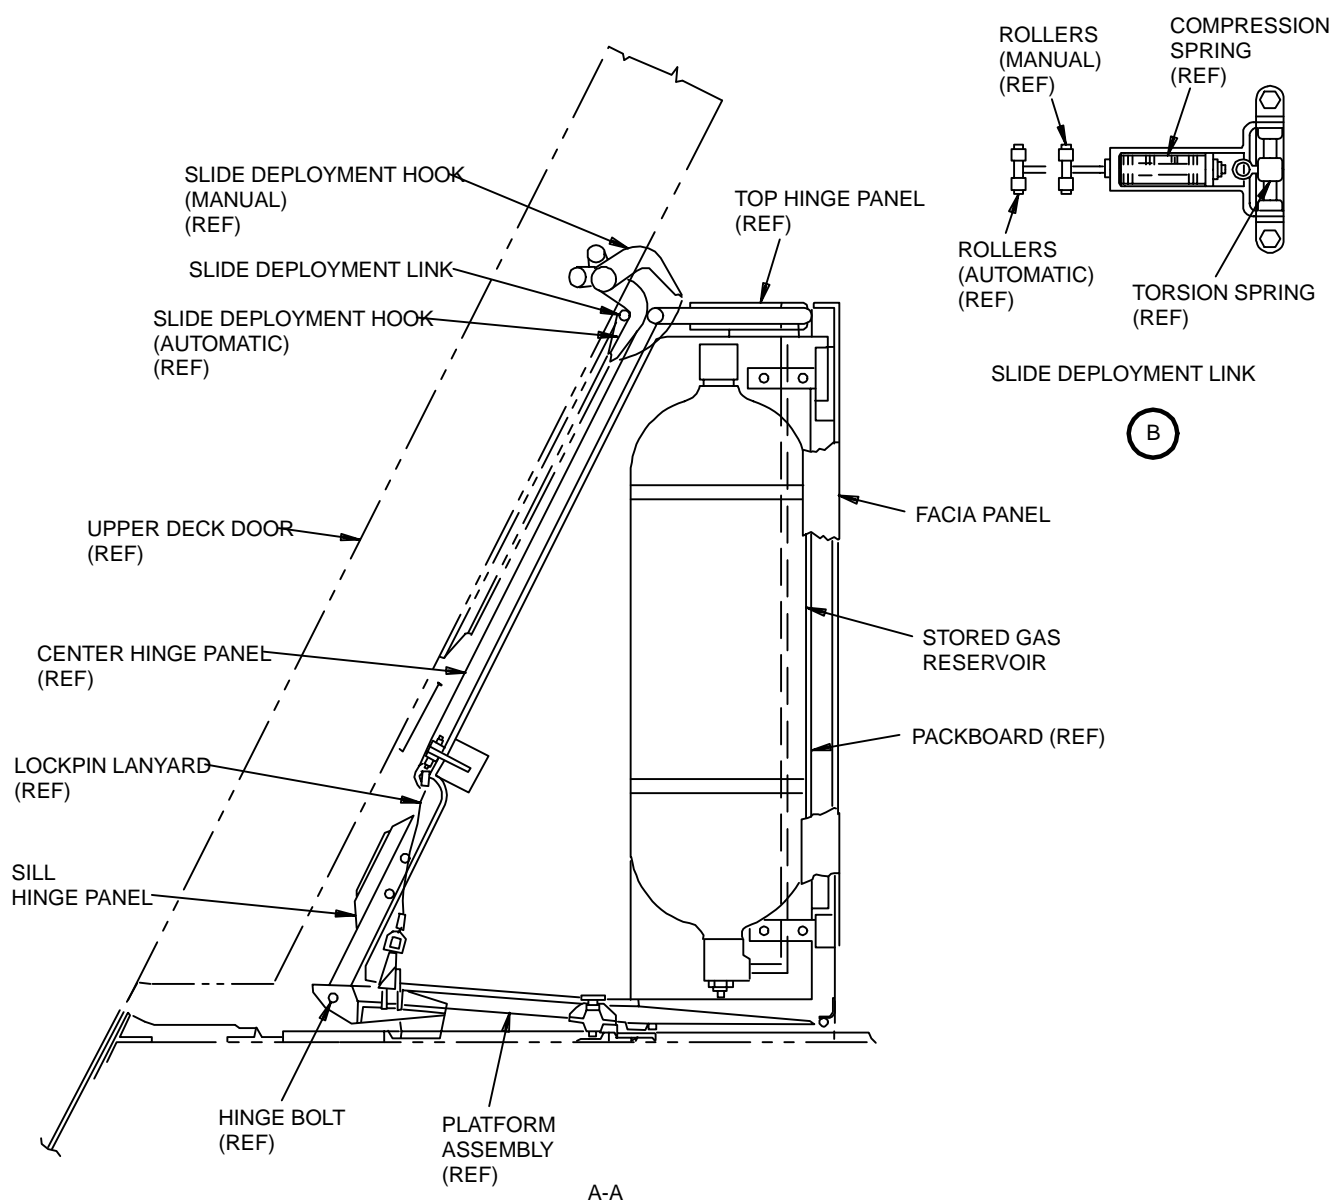 ROLLERS
(MANUAL)
(REF)
COMPRESSION
SPRING
(REF)
SLIDE DEPLOYMENT HOOK
(MANUAL)
(REF)
TOP HINGE PANEL
(REF)
SLIDE DEPLOYMENT LINK
ROLLERS
(AUTOMATIC)
(REF)
TORSION SPRING
(REF)
SLIDE DEPLOYMENT HOOK
(AUTOMATIC)
(REF)
SLIDE DEPLOYMENT LINK
B
UPPER DECK DOOR
(REF)
FACIA PANEL
CENTER HINGE PANEL
(REF)
STORED GAS
RESERVOIR
PACKBOARD (REF)
LOCKPIN LANYARD
(REF)
SILL
HINGE PANEL
HINGE BOLT
(REF)
PLATFORM
ASSEMBLY
(REF)
A-A